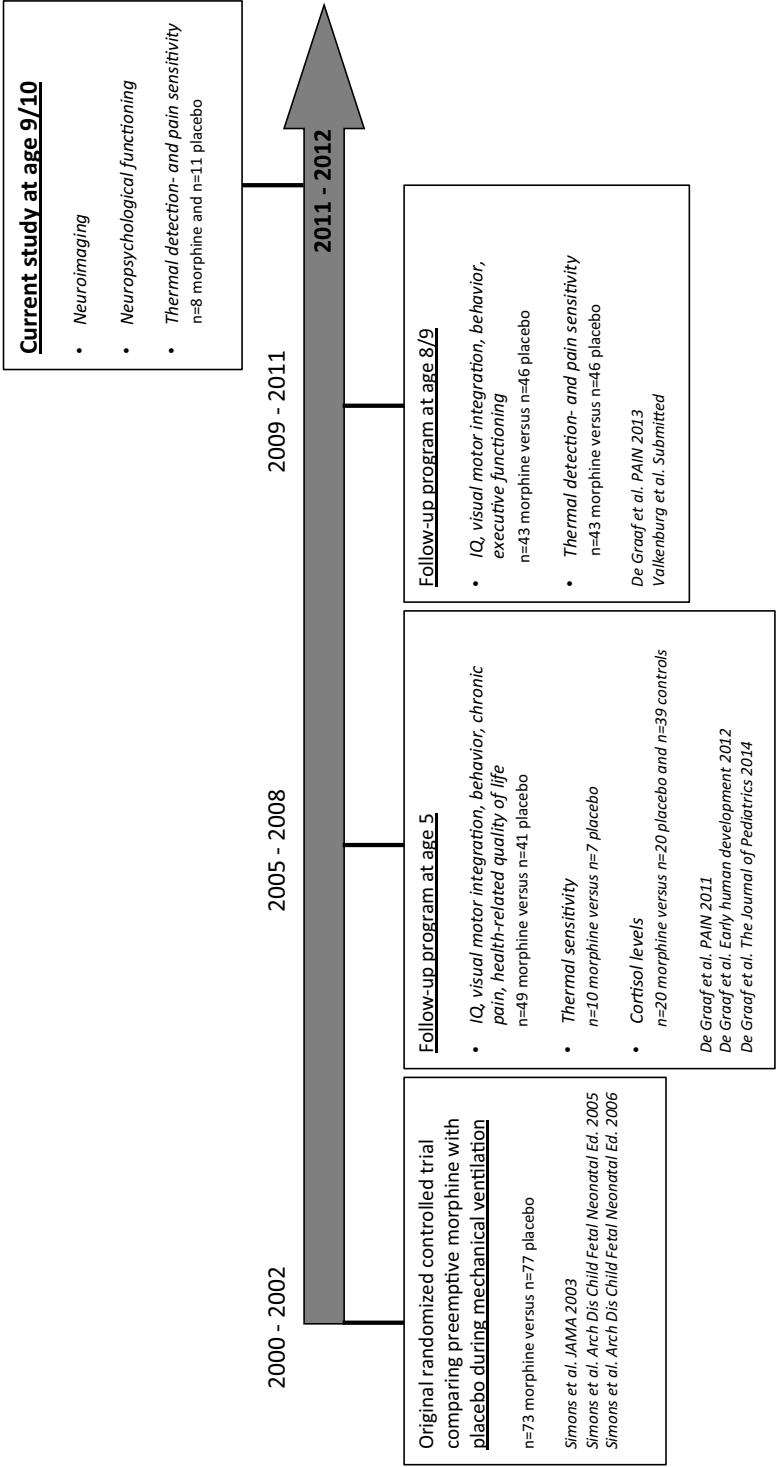 2000 - 2002
2005 - 2008
2009 - 2011
2011 - 2012
Original randomized controlled trial
comparing preemptive morphine with
placebo during mechanical ventilation
n=73 morphine versus n=77 placebo
Simons et al. JAMA 2003
Simons et al. Arch Dis Child Fetal Neonatal Ed. 2005
Simons et al. Arch Dis Child Fetal Neonatal Ed. 2006
Follow-up program at age 5
• IQ, visual motor integration, behavior, chronic
pain, health-related quality of life
n=49 morphine versus n=41 placebo
• Thermal sensitivity
n=10 morphine versus n=7 placebo
• Cortisol levels
n=20 morphine versus n=20 placebo and n=39 controls
De Graaf et al. PAIN 2011
De Graaf et al. Early human development 2012
De Graaf et al. The Journal of Pediatrics 2014
Follow-up program at age 8/9
• IQ, visual motor integration, behavior,
executive functioning
n=43 morphine versus n=46 placebo
• Thermal detection- and pain sensitivity
n=43 morphine versus n=46 placebo
De Graaf et al. PAIN 2013
Valkenburg et al. Submitted
Current study at age 9/10
• Neuroimaging
• Neuropsychological functioning
• Thermal detection- and pain sensitivity
n=8 morphine and n=11 placebo